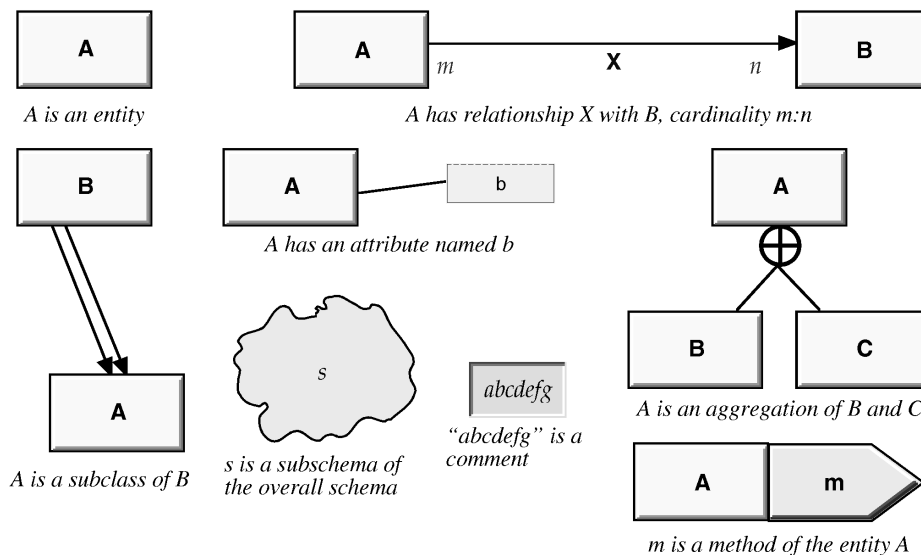 A
A is an entity
A
m
X
n
B
A has relationship X with B, cardinality m:n
B
A
A is a subclass of B
A
b
A has an attribute named b
s
s is a subschema of
the overall schema
abcdefg
“abcdefg” is a
comment
A
B
C
A is an aggregation of B and C
A
m
m is a method of the entity A